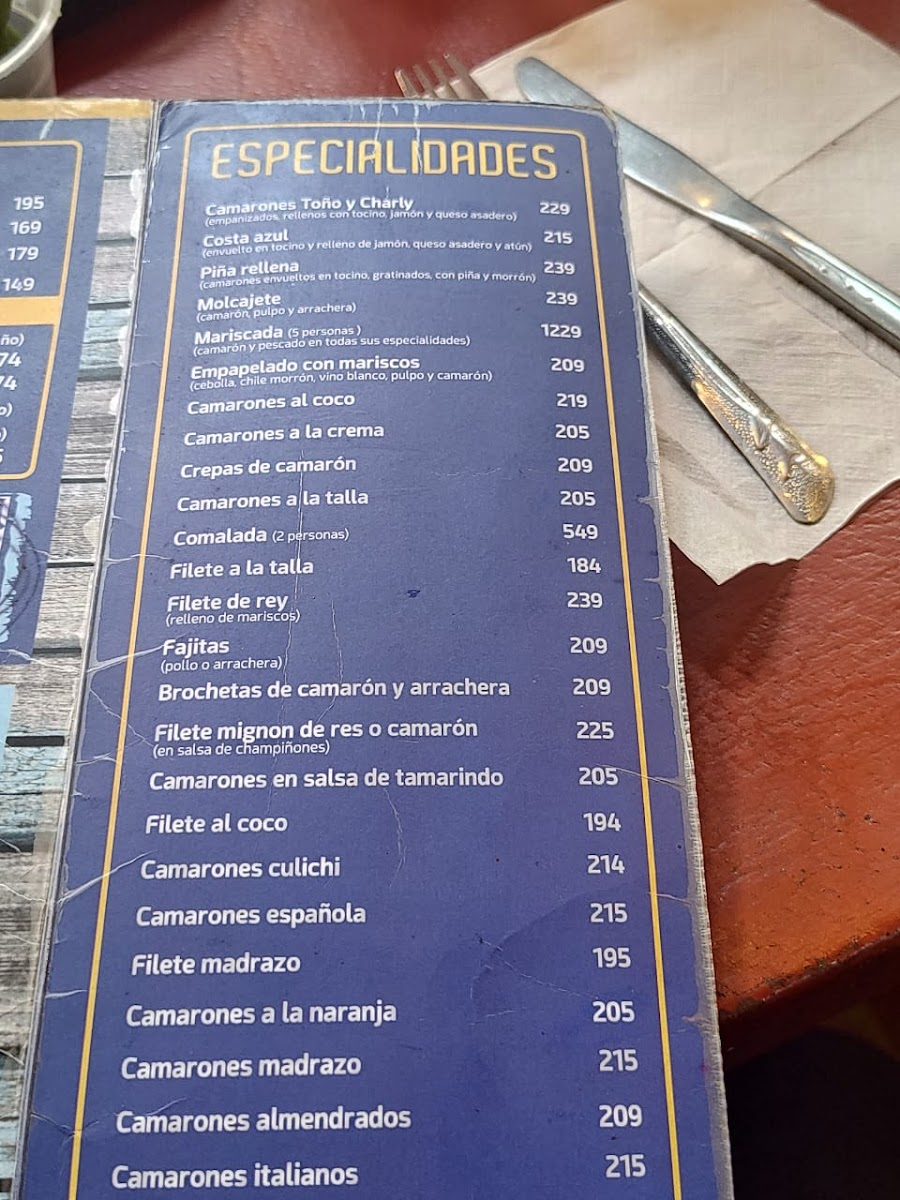 195
169
179
149
ño)
74
74
o)
)
ESPECIALIDADES
Camarones Toño y Charly 229
(empanizados, rellenos con tocino, jamón y queso asadero)
Costa azul 215
(envuelto en tocino y relleno de jamón, queso asadero y atún)
Piña rellena 239
(camarones envueltos en tocino, gratinados, con piña y morrón)
Molcajete 239
(camarón, pulpo y arrachera)
Mariscada (5 personas ) 1229
(camarón y pescado en todas sus especialidades)
Empapelado con mariscos 209
(cebolla, chile morrón, vino blanco, pulpo y camarón)
Camarones al coco 219
Camarones a la crema 205
Crepas de camarón 209
Camarones a la talla 205
Comalada (2 personas) 549
Filete a la talla 184
Filete de rey 239
(relleno de mariscos)
Fajitas 209
(pollo o arrachera)
Brochetas de camarón y arrachera 209
Filete mignon de res o camarón 225
(en salsa de champiñones)
Camarones en salsa de tamarindo 205
Filete al coco 194
Camarones culichi 214
Camarones española 215
Filete madrazo 195
Camarones a la naranja 205
Camarones madrazo 215
Camarones almendrados 209
Camarones italianos 215